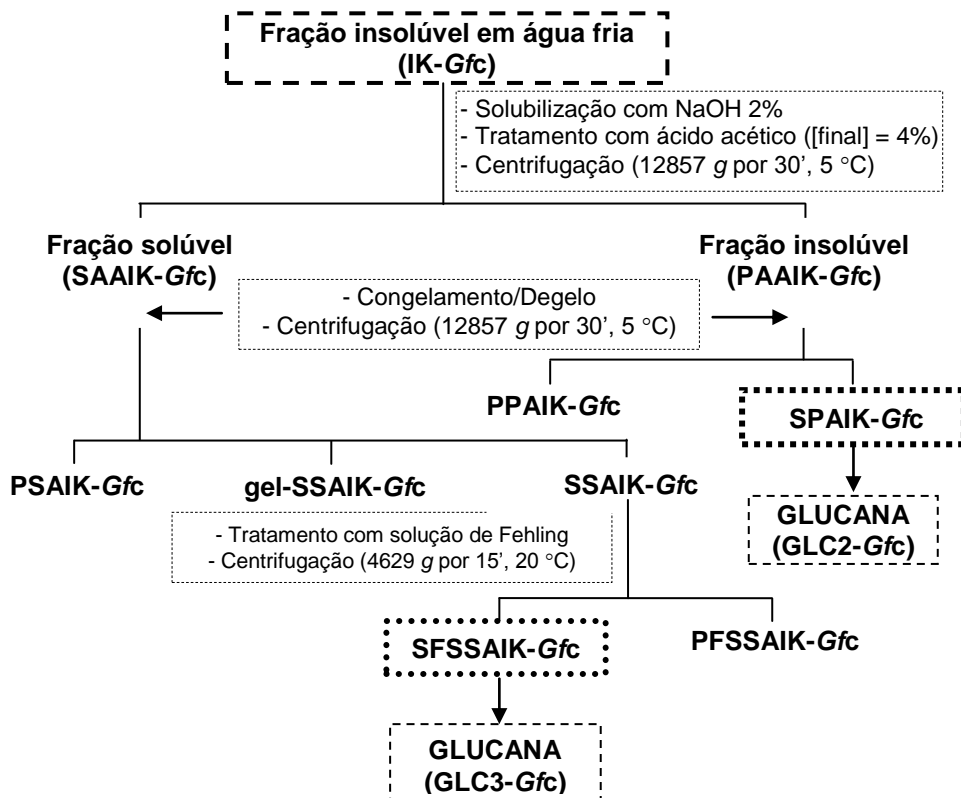 Fração insolúvel em água fria
(IK-Gfc)
- Solubilização com NaOH 2%
- Tratamento com ácido acético ([final] = 4%)
- Centrifugação (12857 g por 30’, 5 °C)
Fração solúvel
(SAAIK-Gfc)
Fração insolúvel
(PAAIK-Gfc)
- Congelamento/Degelo
- Centrifugação (12857 g por 30’, 5 °C)
PPAIK-Gfc
SPAIK-Gfc
PSAIK-Gfc
gel-SSAIK-Gfc
SSAIK-Gfc
GLUCANA
(GLC2-Gfc)
- Tratamento com solução de Fehling
- Centrifugação (4629 g por 15’, 20 °C)
SFSSAIK-Gfc
PFSSAIK-Gfc
GLUCANA
(GLC3-Gfc)